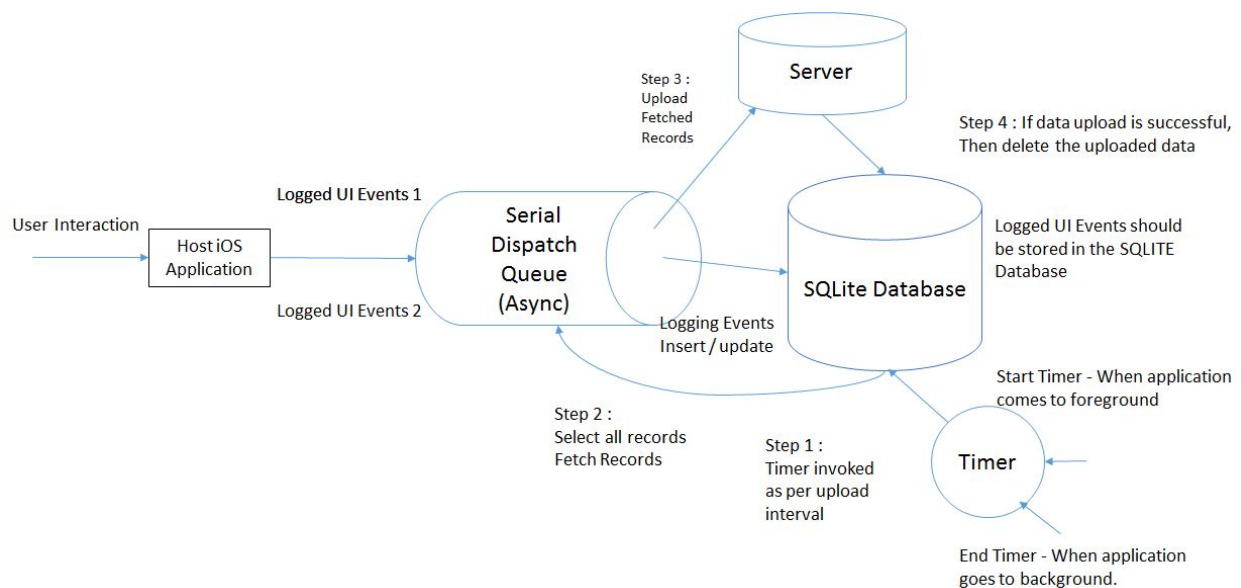 Server
Step 3 :
Upload
Fetched
Records
Step 4 : If data upload is successful,
Then delete the uploaded data
Logged UI Events 1
User Interaction
Host iOS
Application
Serial
Dispatch
Queue
(Async)
Logged UI Events should
be stored in the SQLITE
Database
SQLite Database
Logged UI Events 2
Logging Events
Insert / update
Start Timer - When application
comes to foreground
Step 2 :
Select all records
Fetch Records
Step 1 :
Timer invoked
as per upload
interval
Timer
End Timer - When application
goes to background.